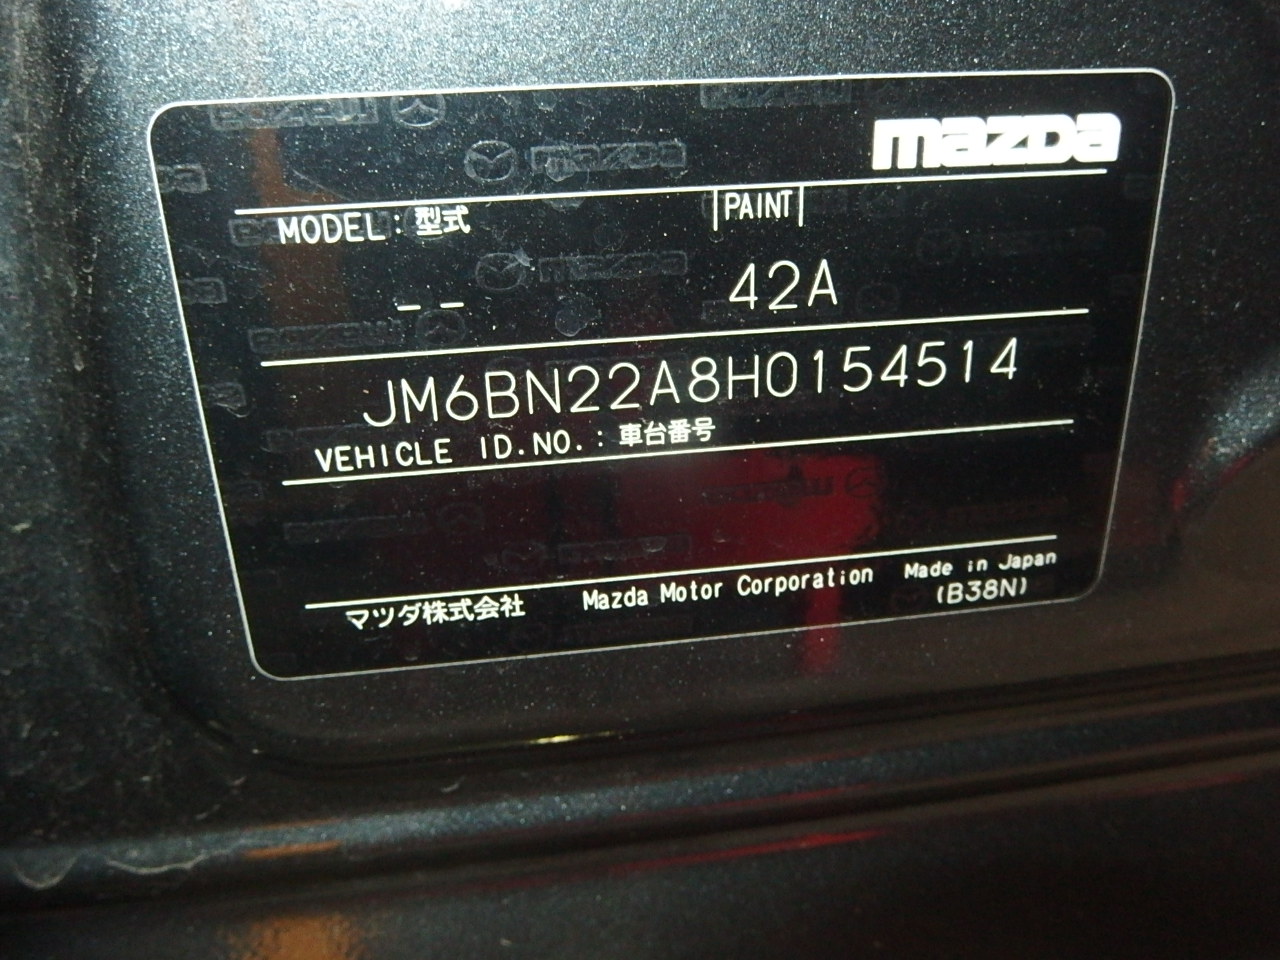 mazda
MODEL: 型式 PAINT
-- 42A
JM6BN22A8H0154514
VEHICLE ID.NO.: 車台番号
マツダ株式会社 Mazda Motor Corporation Made in Japan
(B38N)